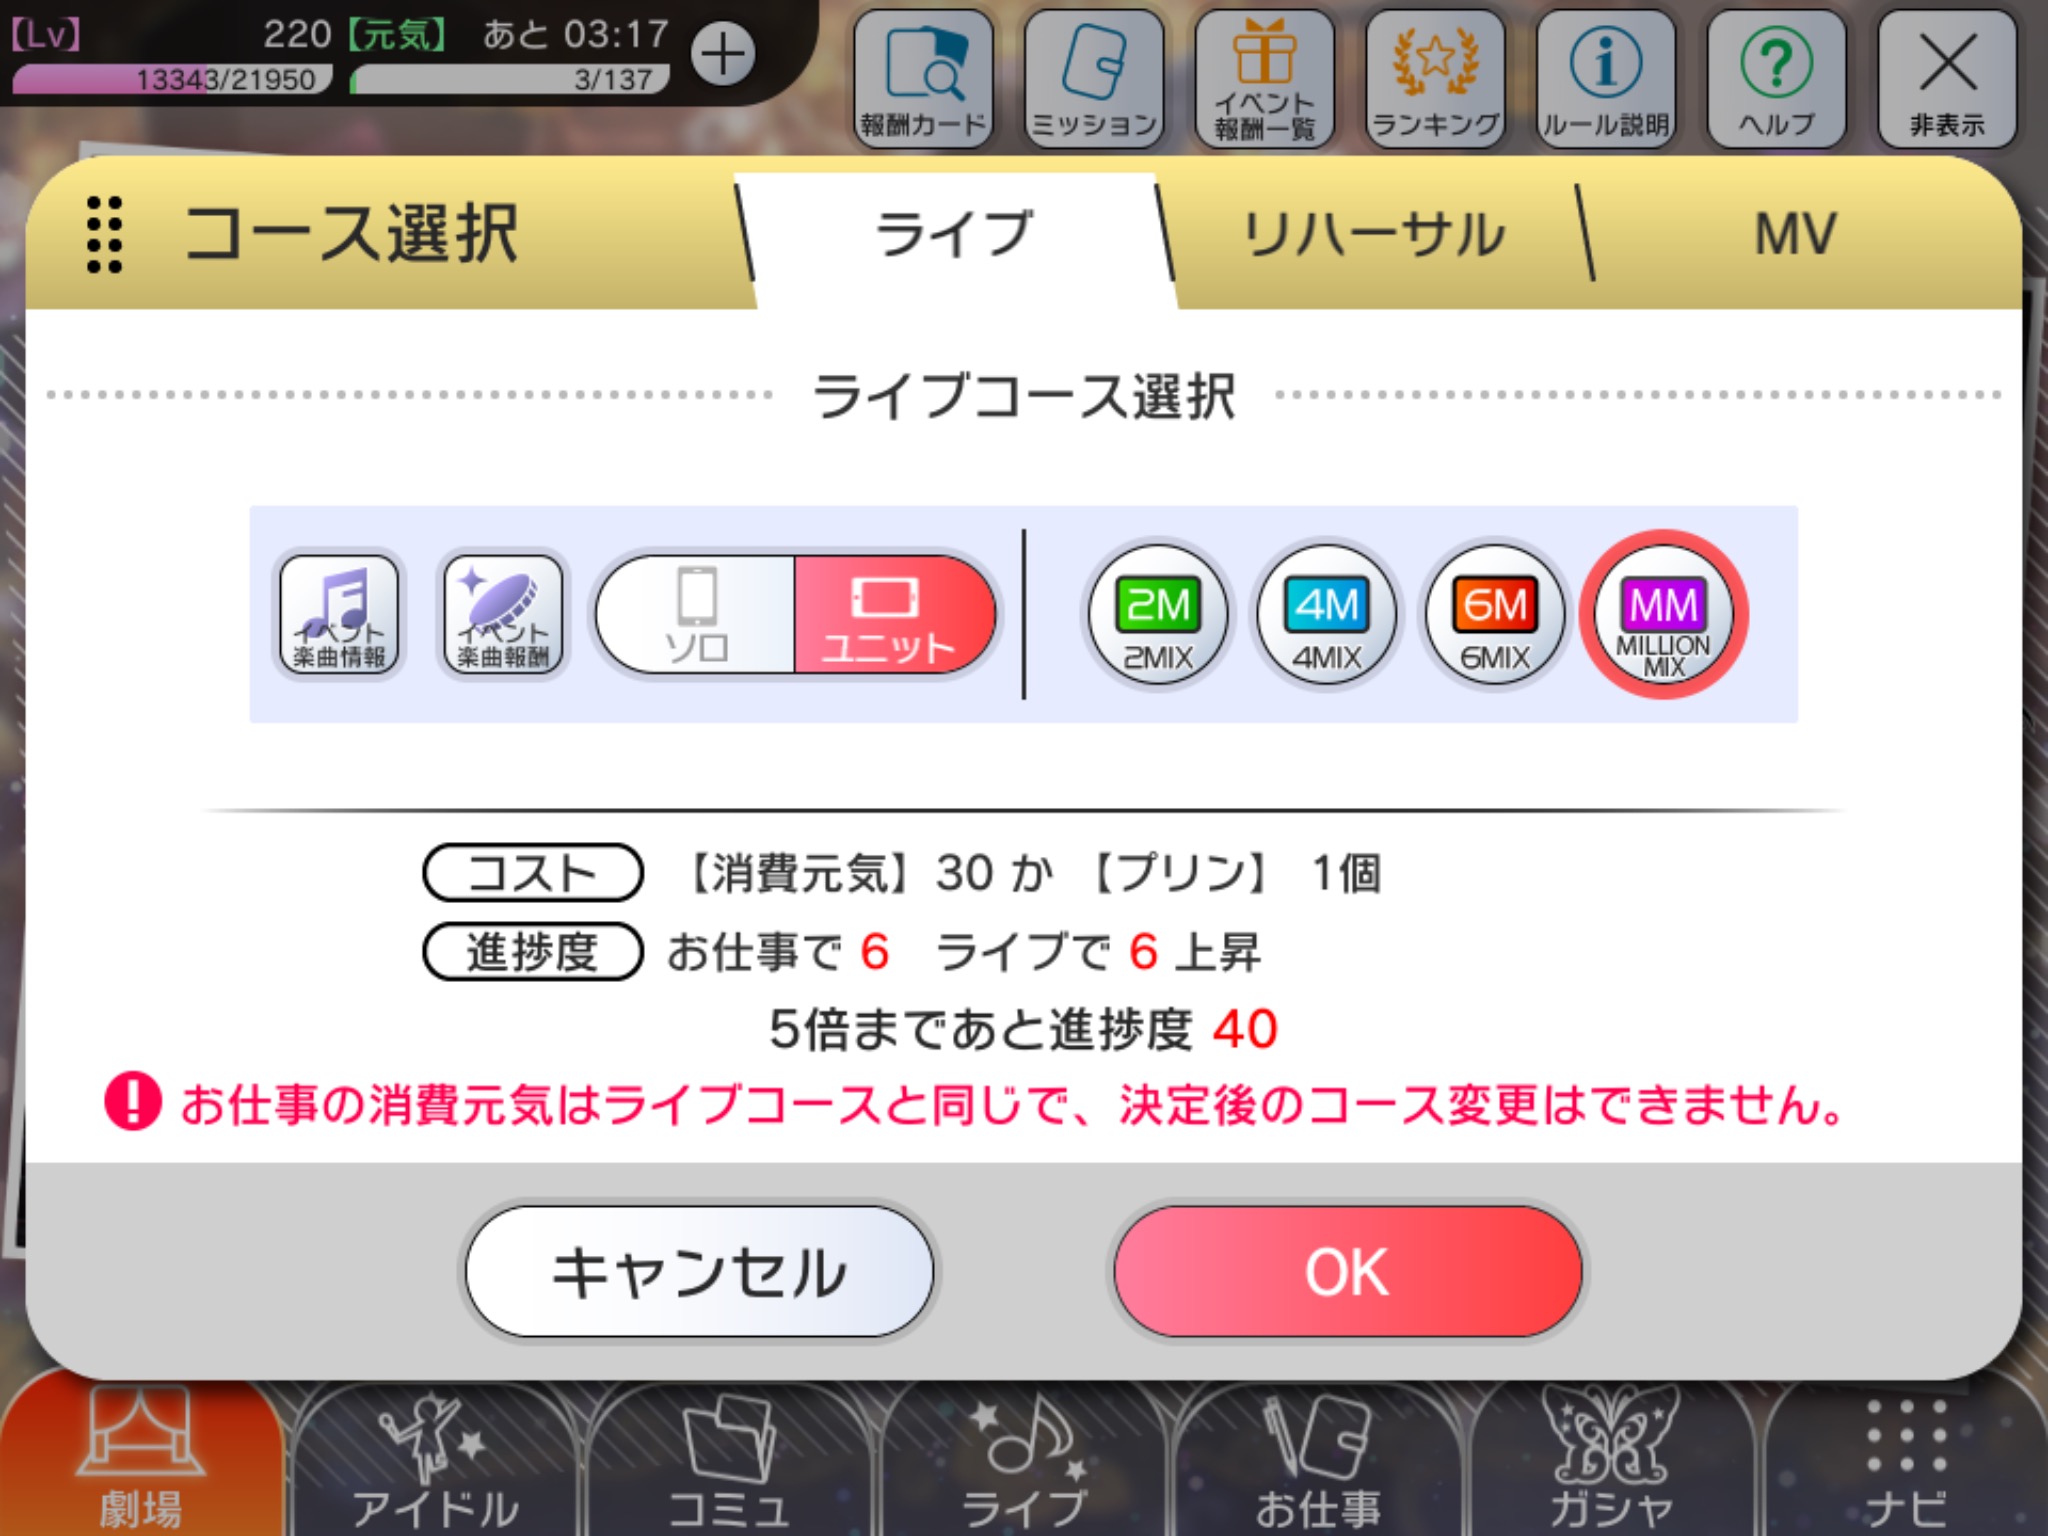 【Lv】 220 【元気】 あと 03:17
13343/21950 3/137
報酬カード
ミッション
イベント
報酬一覧
ランキング
ルール説明
ヘルプ
非表示
コース選択
ライブ
リハーサル
MV
ライブコース選択
イベント
楽曲情報
イベント
楽曲報酬
ソロ
ユニット
2M
2MIX
4M
4MIX
6M
6MIX
MM
MILLION
MIX
コスト 【消費元気】 30 か 【プリン】 1個
進捗度 お仕事で 6 ライブで 6 上昇
5倍まであと進捗度 40
! お仕事の消費元気はライブコースと同じで、決定後のコース変更はできません。
キャンセル
OK
劇場
アイドル
コミュ
ライブ
お仕事
ガシャ
ナビ